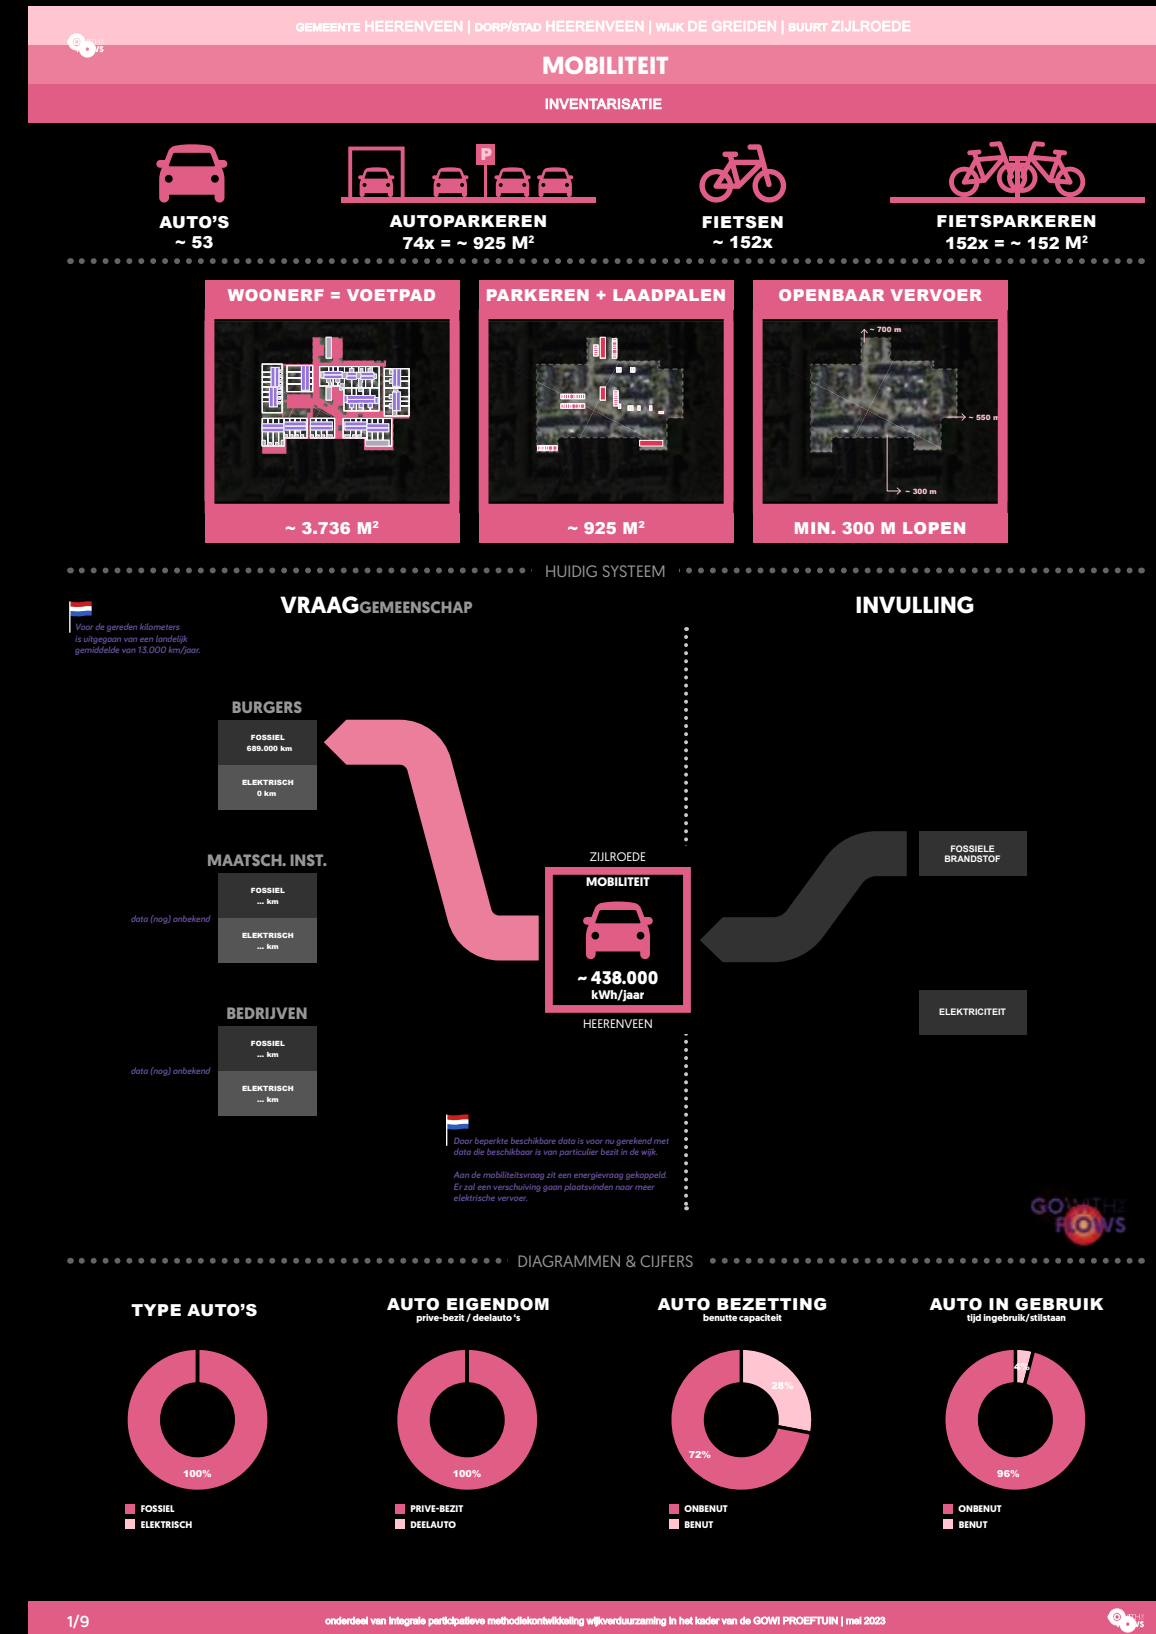 GEMEENTE HEERENVEEN | DORP/STAD HEERENVEEN | WIJK DE GREIDEN | BUURT ZIJLROEDE
MOBILITEIT
INVENTARISATIE
P
AUTO'S
~ 53
AUTOPARKEREN
74x = ~ 925 M²
FIETSEN
~ 152x
FIETSPARKEREN
152x = ~ 152 M²
WOONERF = VOETPAD
~ 3.736 M²
PARKEREN + LAADPALEN
~ 925 M²
OPENBAAR VERVOER
~ 700 m
~ 550 m
~ 300 m
MIN. 300 M LOPEN
HUIDIG SYSTEEM
VRAAG GEMEENSCHAP
INVULLING
Voor de gereden kilometers
is uitgegaan van een landelijk
gemiddelde van 13.000 km/jaar.
BURGERS
FOSSIEL
689.000 km
ELEKTRISCH
0 km
MAATSCH. INST.
FOSSIEL
... km
data (nog) onbekend
ELEKTRISCH
... km
BEDRIJVEN
FOSSIEL
... km
data (nog) onbekend
ELEKTRISCH
... km
ZIJLROEDE
MOBILITEIT
~ 438.000
kWh/jaar
HEERENVEEN
FOSSIELE
BRANDSTOF
ELEKTRICITEIT
Door beperkte beschikbare data is voor nu gerekend met
data die beschikbaar is van particulier bezit in de wijk.
Aan de mobiliteitsvraag zit een energievraag gekoppeld.
Er zal een verschuiving gaan plaatsvinden naar meer
elektrische vervoer.
GO WITH THE
FLOWS
DIAGRAMMEN & CIJFERS
TYPE AUTO'S
100%
FOSSIEL
ELEKTRISCH
AUTO EIGENDOM
prive-bezit / deelauto 's
100%
PRIVE-BEZIT
DEELAUTO
AUTO BEZETTING
benutte capaciteit
28%
72%
ONBENUT
BENUT
AUTO IN GEBRUIK
tijd ingebruik/stilstaan
4%
96%
ONBENUT
BENUT
1/9
onderdeel van integrale participatieve methodiekontwikkeling wijkverduurzaming in het kader van de GOWI PROEFTUIN | mei 2023